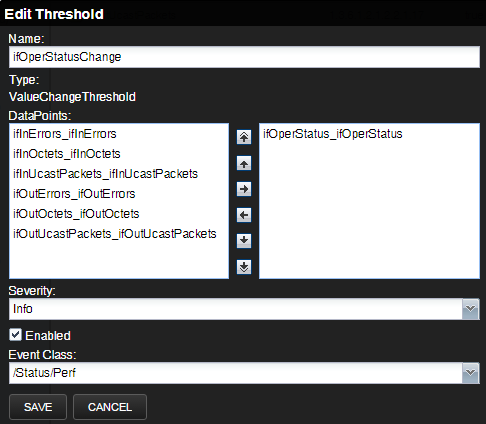 Edit Threshold
Name:
ifOperStatusChange
Type:
ValueChangeThreshold
DataPoints:
ifInErrors_ifInErrors
ifInOctets_ifInOctets
ifInUcastPackets_ifInUcastPackets
ifOutErrors_ifOutErrors
ifOutOctets_ifOutOctets
ifOutUcastPackets_ifOutUcastPackets
ifOperStatus_ifOperStatus
Severity:
Info
Enabled
Event Class:
/Status/Perf
SAVE CANCEL